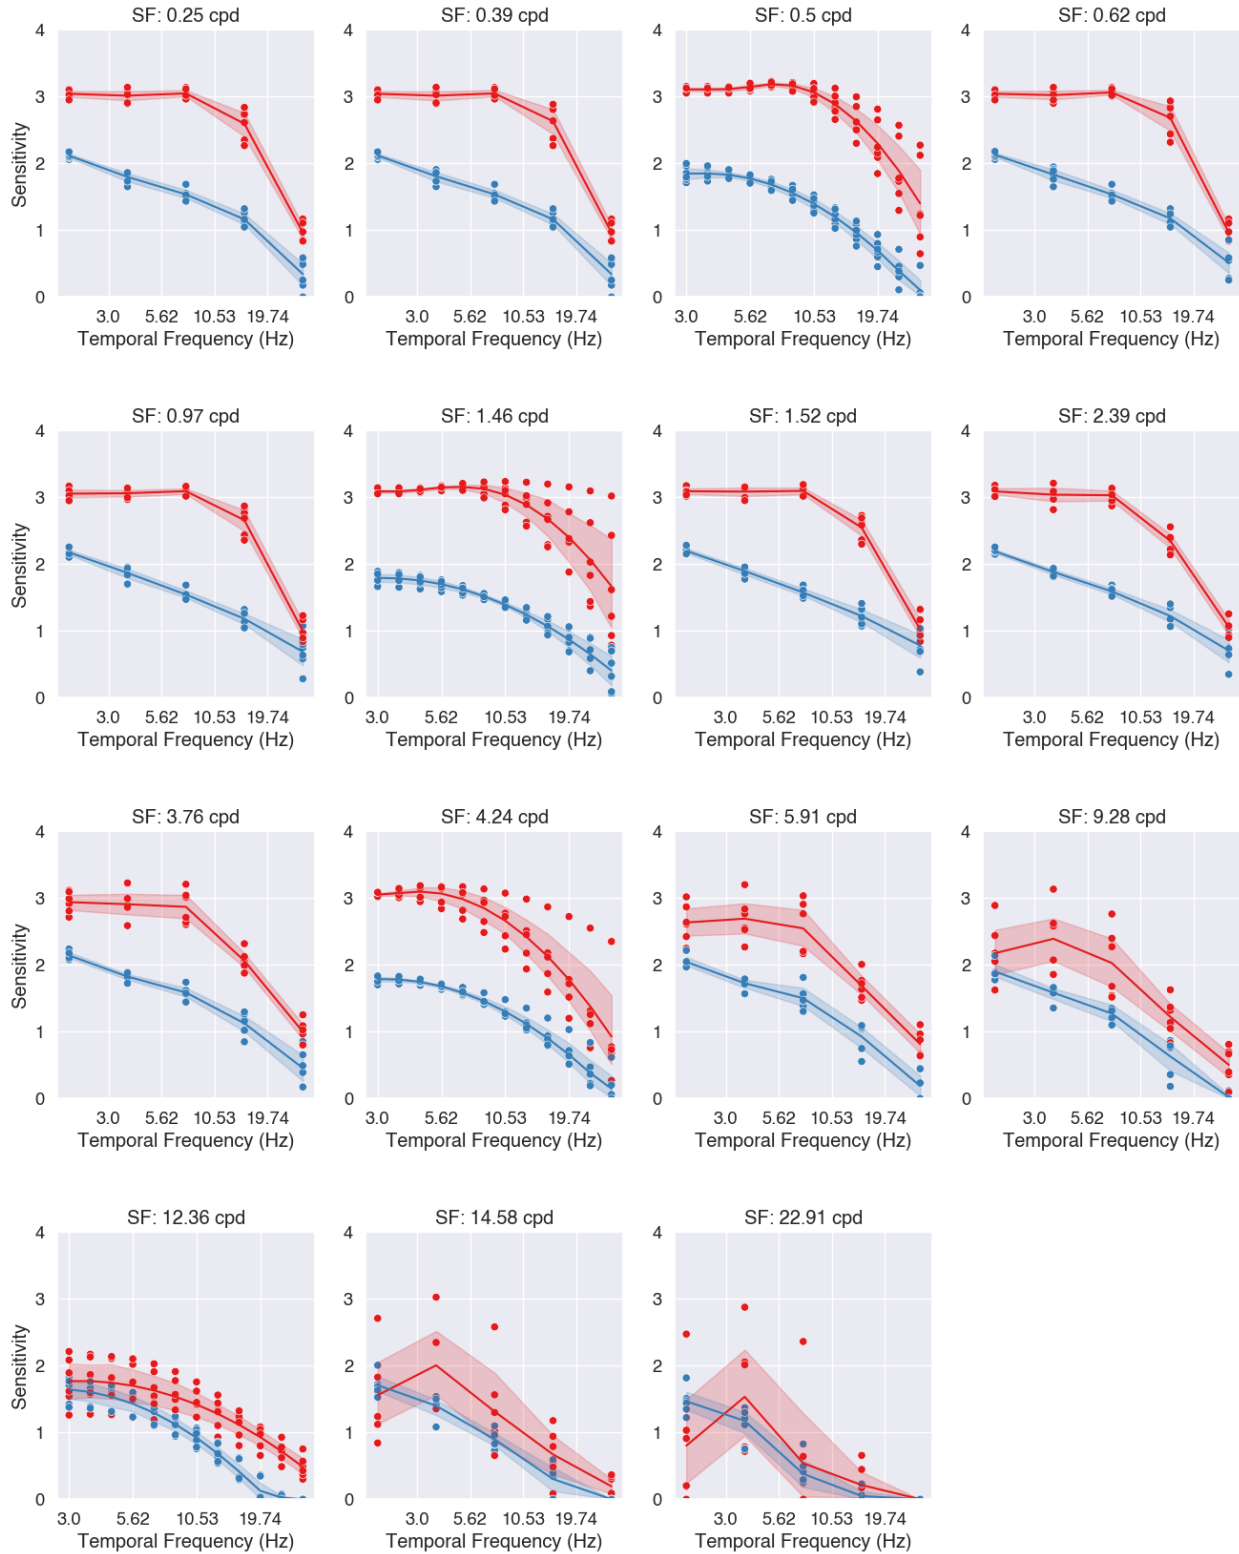 SF: 0.25 cpd SF: 0.39 cpd SF: 0.5 cpd SF: 0.62 cpd
4 4 4 4
3 3 3 3
2 2 2 2
1 1 1 1
0 0 0 0
Sensitivity
3.0 5.62 10.53 19.74 3.0 5.62 10.53 19.74 3.0 5.62 10.53 19.74 3.0 5.62 10.53 19.74
Temporal Frequency (Hz) Temporal Frequency (Hz) Temporal Frequency (Hz) Temporal Frequency (Hz)
SF: 0.97 cpd SF: 1.46 cpd SF: 1.52 cpd SF: 2.39 cpd
4 4 4 4
3 3 3 3
2 2 2 2
1 1 1 1
0 0 0 0
Sensitivity
3.0 5.62 10.53 19.74 3.0 5.62 10.53 19.74 3.0 5.62 10.53 19.74 3.0 5.62 10.53 19.74
Temporal Frequency (Hz) Temporal Frequency (Hz) Temporal Frequency (Hz) Temporal Frequency (Hz)
SF: 3.76 cpd SF: 4.24 cpd SF: 5.91 cpd SF: 9.28 cpd
4 4 4 4
3 3 3 3
2 2 2 2
1 1 1 1
0 0 0 0
Sensitivity
3.0 5.62 10.53 19.74 3.0 5.62 10.53 19.74 3.0 5.62 10.53 19.74 3.0 5.62 10.53 19.74
Temporal Frequency (Hz) Temporal Frequency (Hz) Temporal Frequency (Hz) Temporal Frequency (Hz)
SF: 12.36 cpd SF: 14.58 cpd SF: 22.91 cpd
4 4 4
3 3 3
2 2 2
1 1 1
0 0 0
Sensitivity
3.0 5.62 10.53 19.74 3.0 5.62 10.53 19.74 3.0 5.62 10.53 19.74
Temporal Frequency (Hz) Temporal Frequency (Hz) Temporal Frequency (Hz)